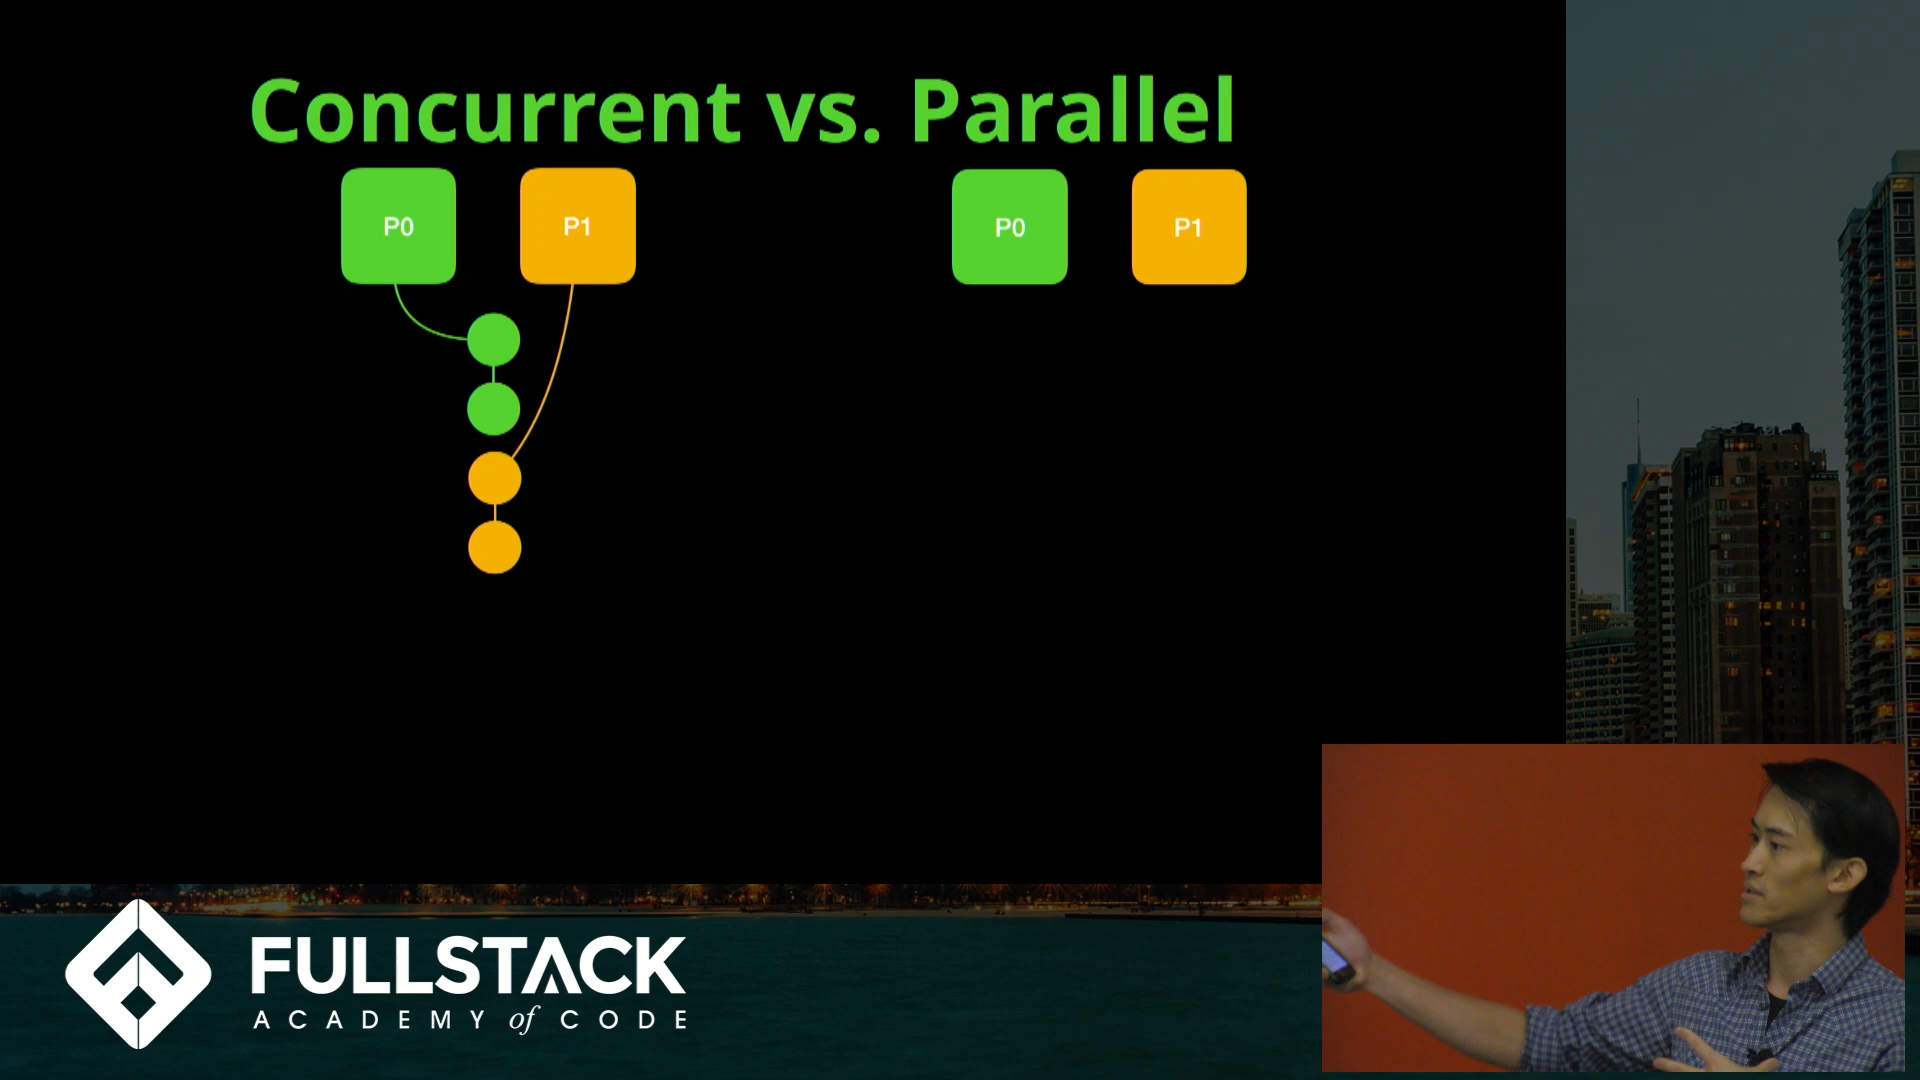 Concurrent vs. Parallel
P0 P1 P0 P1
FULLSTACK
ACADEMY of CODE